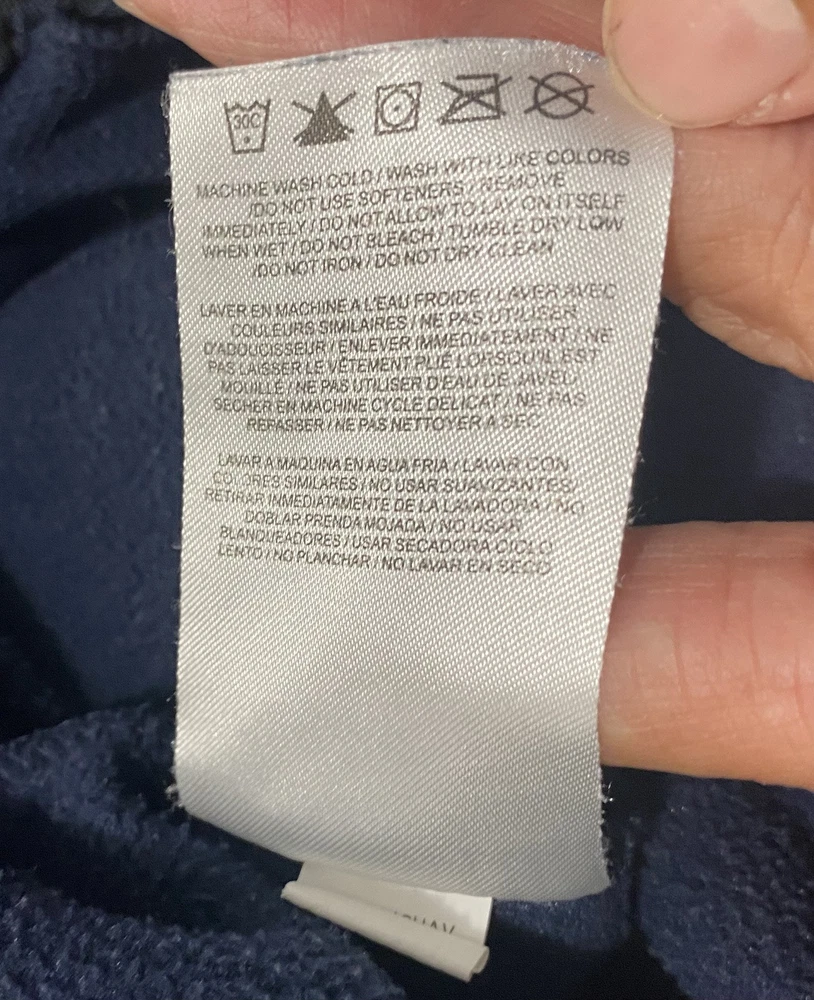 30C
MACHINE WASH COLD / WASH WITH LIKE COLORS
/DO NOT USE SOFTENERS / REMOVE
IMMEDIATELY / DO NOT ALLOW TO LAY ON ITSELF
WHEN WET / DO NOT BLEACH / TUMBLE DRY LOW
/DO NOT IRON / DO NOT DRY CLEAN
LAVER EN MACHINE A L'EAU FROIDE / LAVER AVEC
COULEURS SIMILAIRES / NE PAS UTILISER
D'ADOUCISSEUR / ENLEVER IMMEDIATEMENT / NE
PAS LAISSER LE VETEMENT PLIE LORSQU'IL EST
MOUILLE / NE PAS UTILISER D'EAU DE JAVEL
SECHER EN MACHINE CYCLE DELICAT / NE PAS
REPASSER / NE PAS NETTOYER A SEC
LAVAR A MAQUINA EN AGUA FRIA / LAVAR CON
COLORES SIMILARES / NO USAR SUAVIZANTES
RETIRAR INMEDIATAMENTE DE LA LAVADORA / NO
DOBLAR PRENDA MOJADA / NO USAR
BLANQUEADORES / USAR SECADORA CICLO
LENTO / NO PLANCHAR / NO LAVAR EN SECO